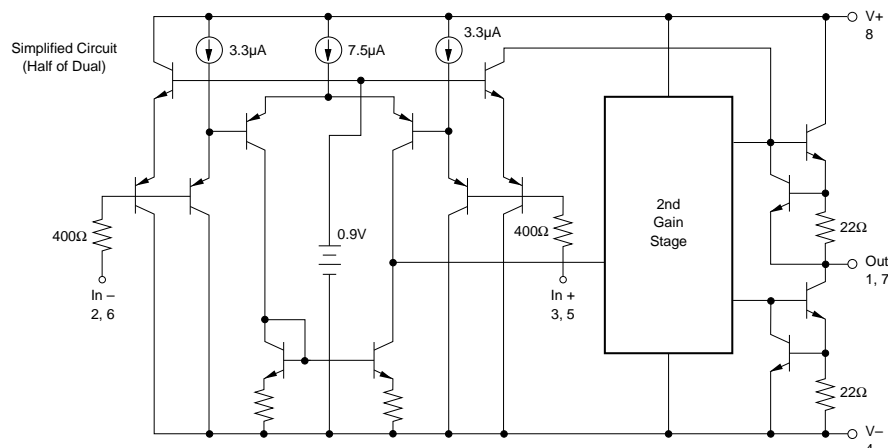 Simplified Circuit
(Half of Dual)
3.3µA
7.5µA
3.3µA
V+
8
400Ω
In –
2, 6
0.9V
400Ω
In +
3, 5
2nd
Gain
Stage
22Ω
Out
1, 7
22Ω
V–
4